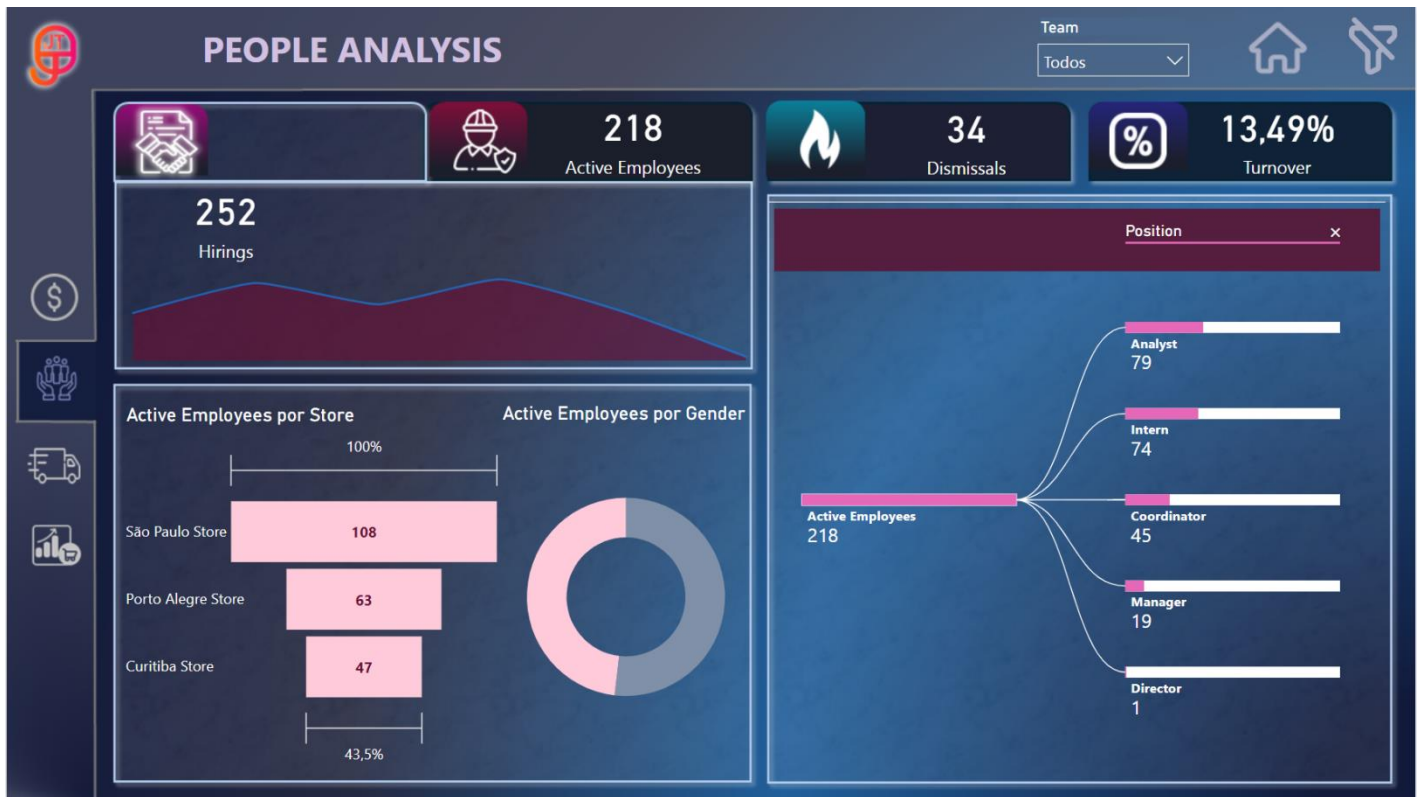 PEOPLE ANALYSIS
Team
Todos
252
Hirings
218
Active Employees
34
Dismissals
%
13,49%
Turnover
$
Active Employees por Store
100%
São Paulo Store
108
Porto Alegre Store
63
Curitiba Store
47
43,5%
Active Employees por Gender
Position
×
Active Employees
218
Analyst
79
Intern
74
Coordinator
45
Manager
19
Director
1